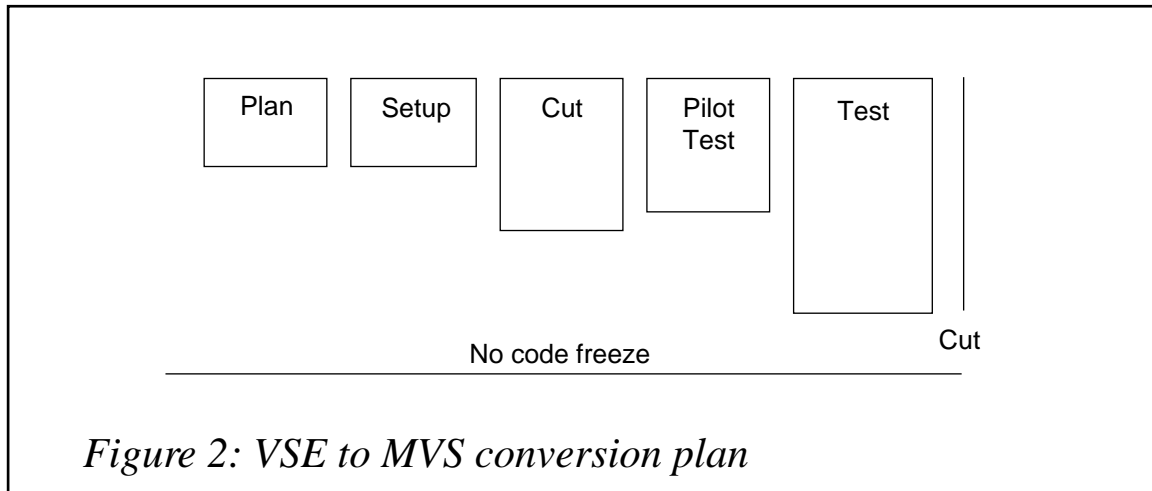 Plan
Setup
Cut
Pilot
Test
Test
Cut
No code freeze
Figure 2: VSE to MVS conversion plan